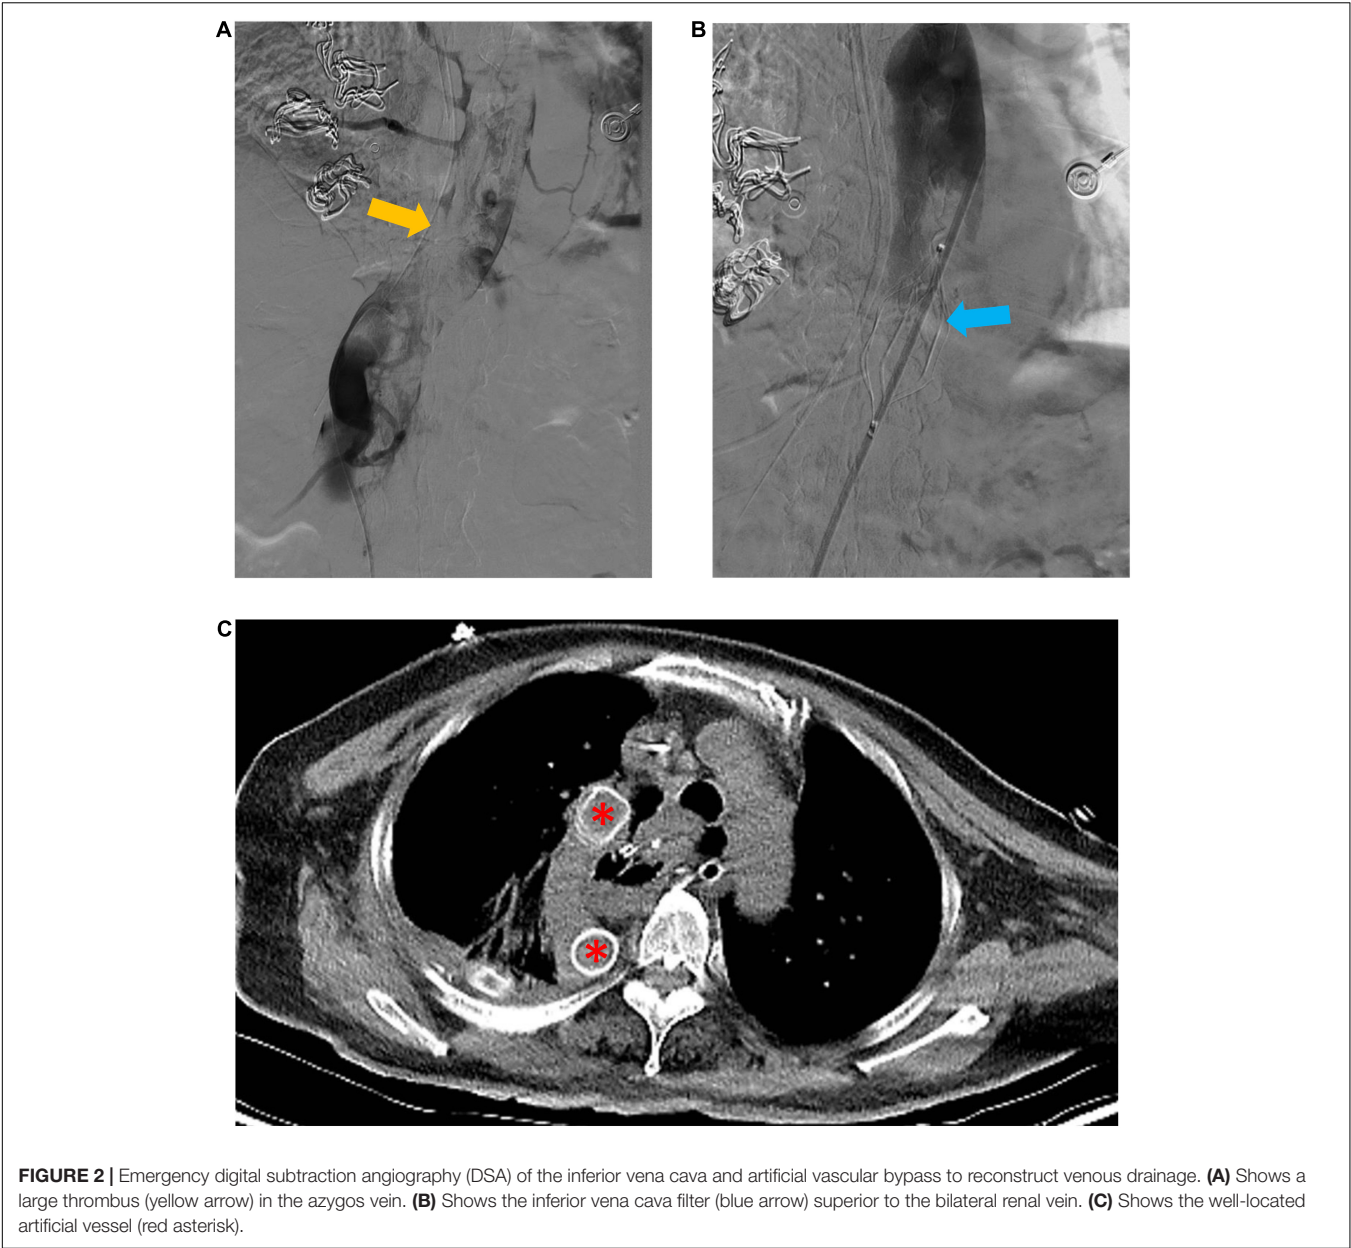 A
B
C
FIGURE 2 | Emergency digital subtraction angiography (DSA) of the inferior vena cava and artificial vascular bypass to reconstruct venous drainage. (A) Shows a
large thrombus (yellow arrow) in the azygos vein. (B) Shows the inferior vena cava filter (blue arrow) superior to the bilateral renal vein. (C) Shows the well-located
artificial vessel (red asterisk).